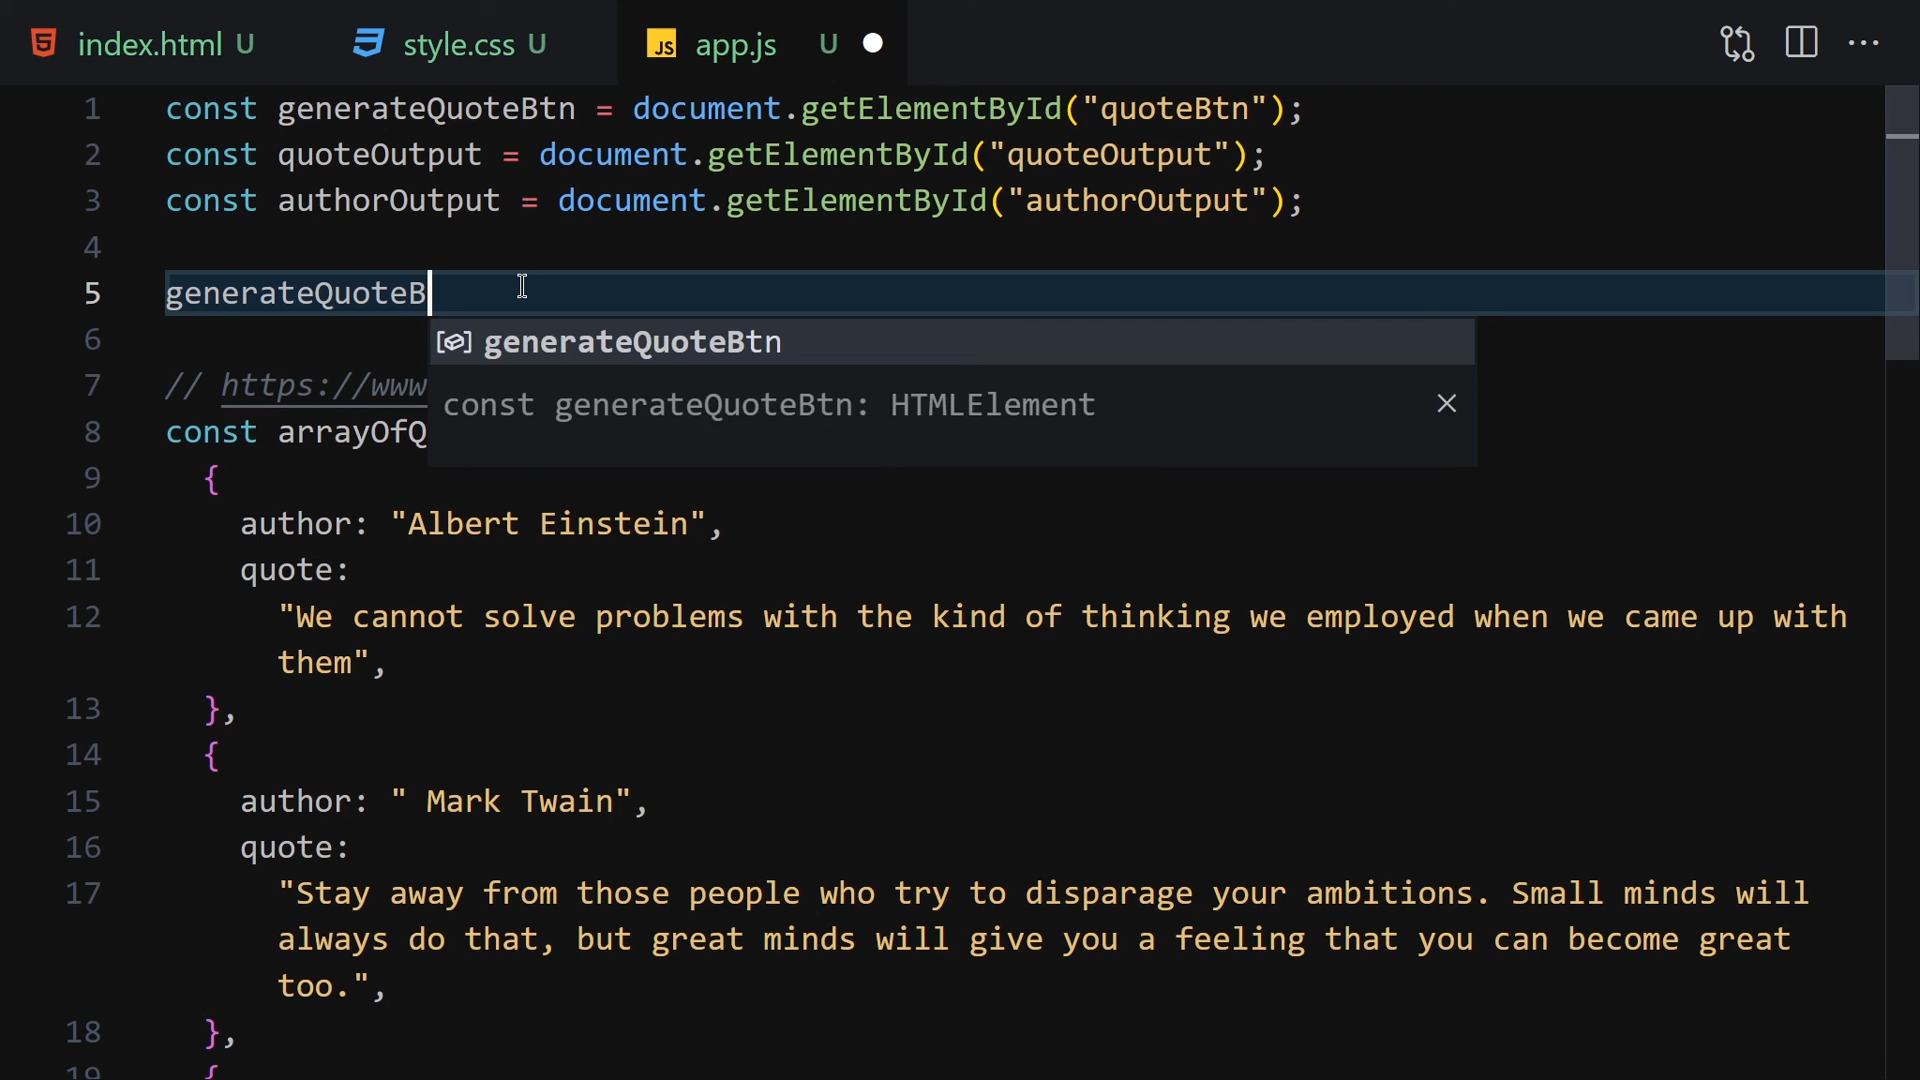 index.html U style.css U JS app.js U
1 const generateQuoteBtn = document.getElementById("quoteBtn");
2 const quoteOutput = document.getElementById("quoteOutput");
3 const authorOutput = document.getElementById("authorOutput");
4
5 generateQuoteB
6 generateQuoteBtn
7 // https://www
const generateQuoteBtn: HTMLElement
8 const arrayOfQ
9 {
10 author: "Albert Einstein",
11 quote:
12 "We cannot solve problems with the kind of thinking we employed when we came up with
them",
13 },
14 {
15 author: " Mark Twain",
16 quote:
17 "Stay away from those people who try to disparage your ambitions. Small minds will
always do that, but great minds will give you a feeling that you can become great
too.",
18 },
19 {